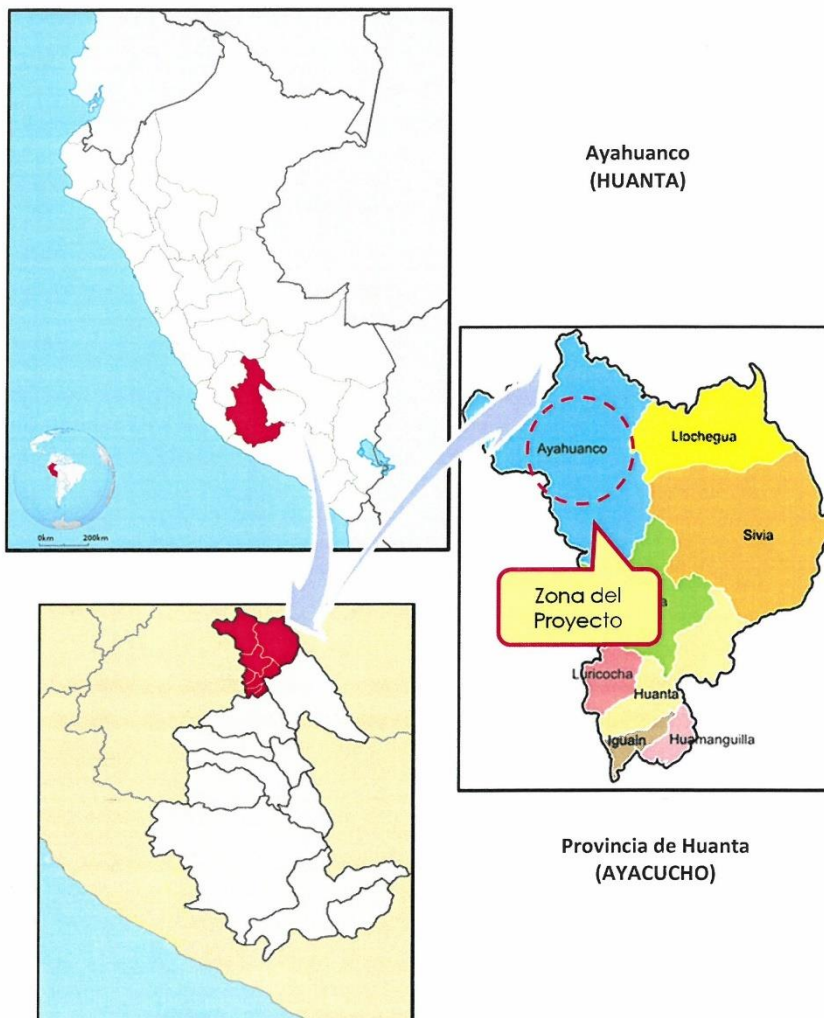 Ayahuanco
(HUANTA)
0km 200km
Ayahuanco
Llochegua
Sivia
Zona del
Proyecto
a
Luricocha
Huanta
Iguain
Huamanguilla
Provincia de Huanta
(AYACUCHO)